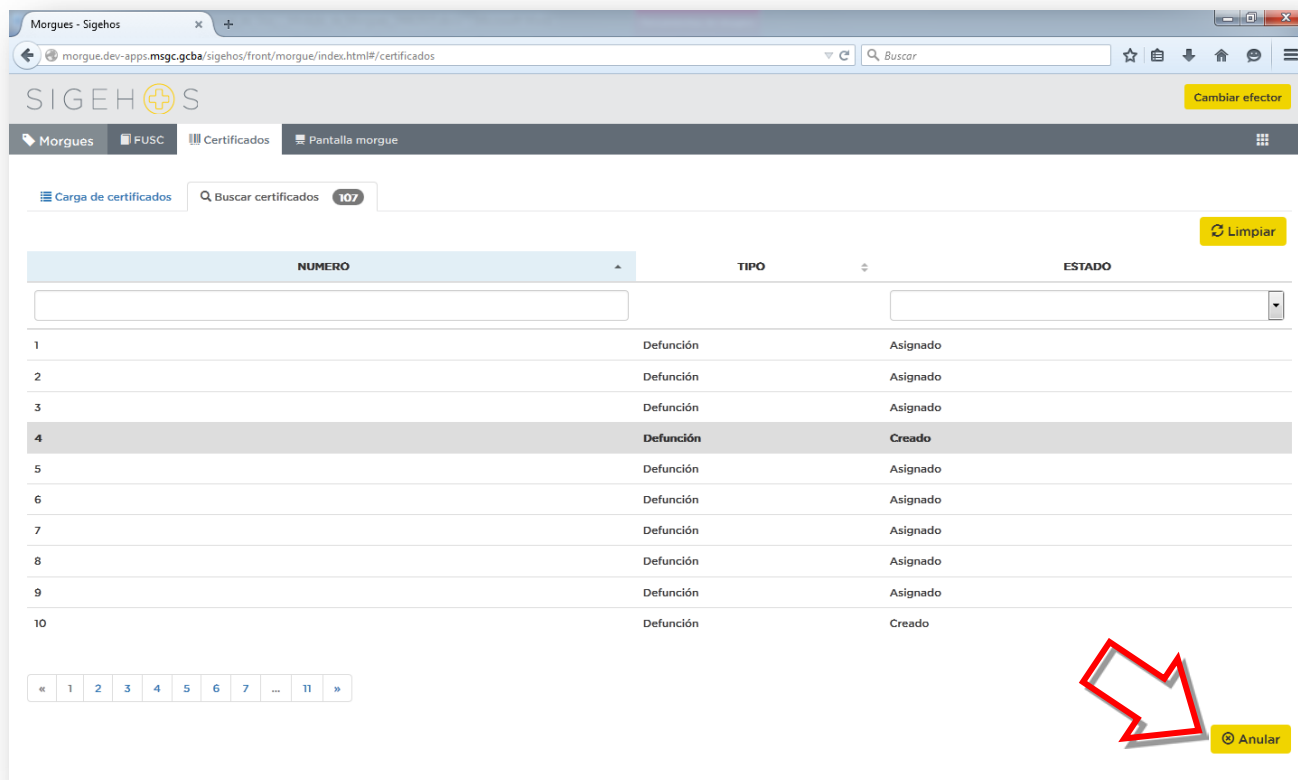 Morgues - Sigehos
morgue.dev-apps.msgc.gcba/sigehos/front/morgue/index.html#/certificados
Buscar
SIGEHOS
Cambiar efector
Morgues FUSC Certificados Pantalla morgue
Carga de certificados Buscar certificados 107
Limpiar
NUMERO TIPO ESTADO
1 Defunción Asignado
2 Defunción Asignado
3 Defunción Asignado
4 Defunción Creado
5 Defunción Asignado
6 Defunción Asignado
7 Defunción Asignado
8 Defunción Asignado
9 Defunción Asignado
10 Defunción Creado
« 1 2 3 4 5 6 7 ... 11 »
Anular